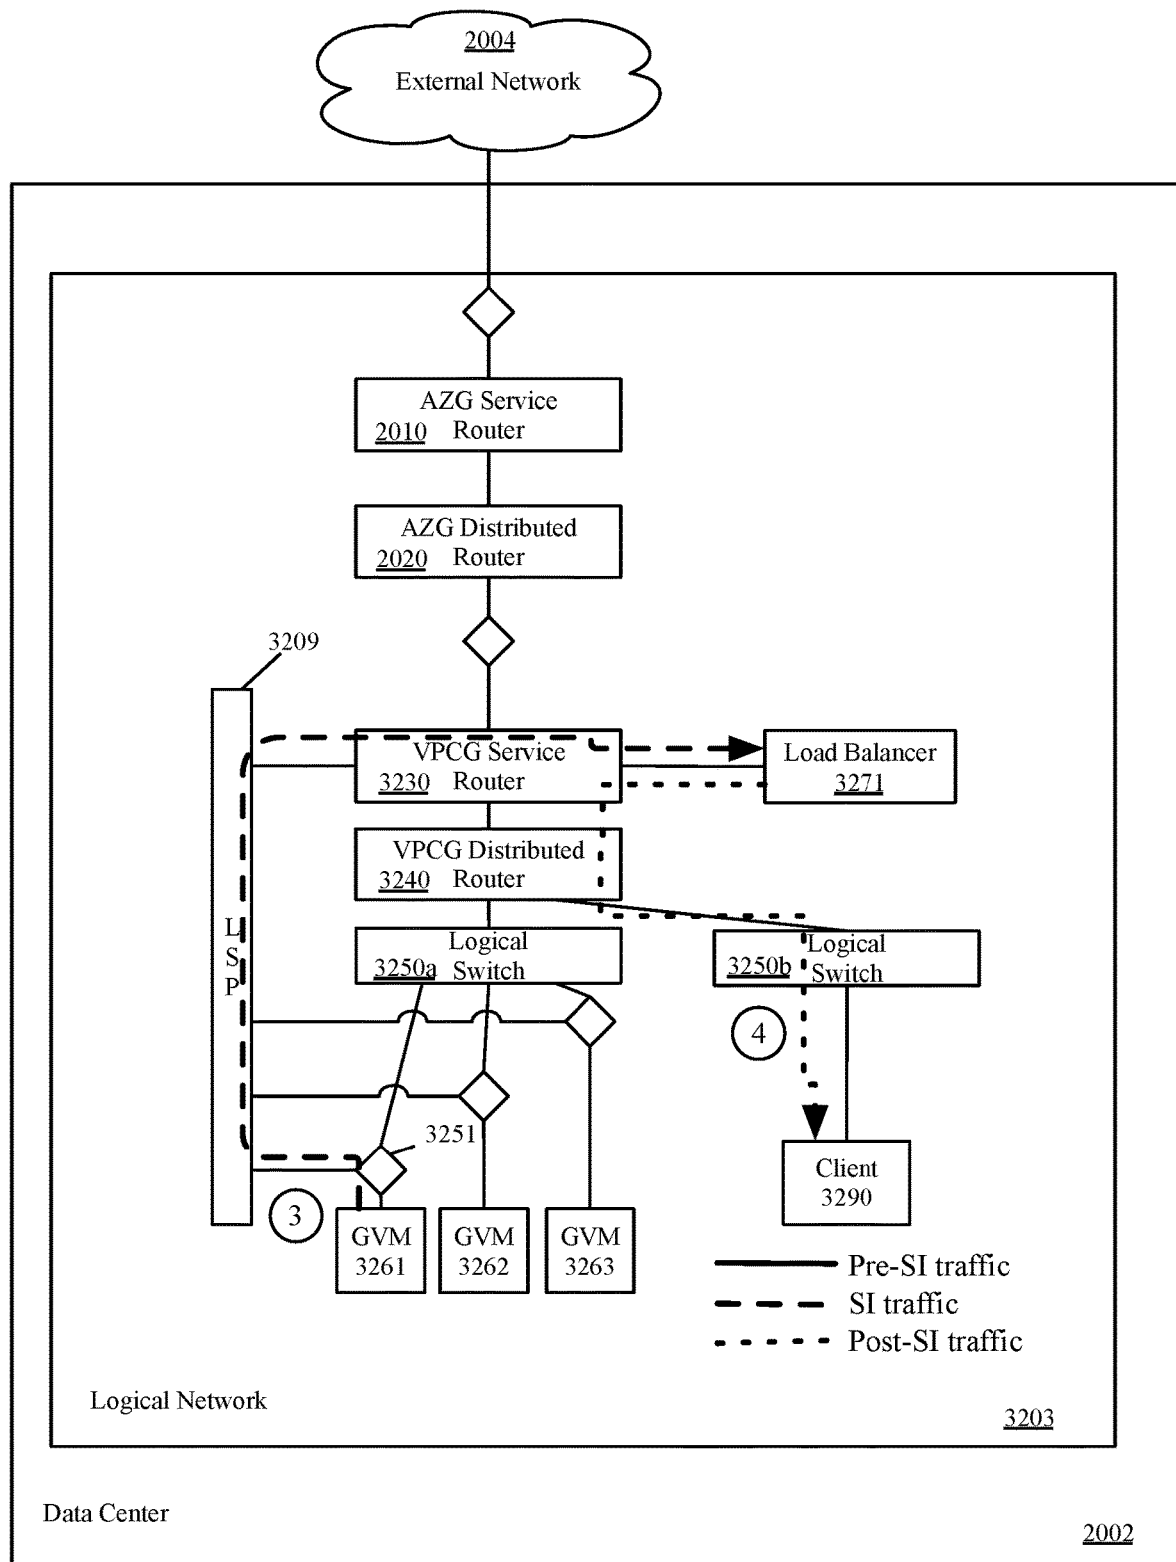 2004
External Network
AZG Service
2010 Router
AZG Distributed
2020 Router
3209
VPCG Service
3230 Router
Load Balancer
3271
VPCG Distributed
3240 Router
LSP
Logical
3250a Switch
Logical
3250b Switch
4
3251
3
GVM
3261
GVM
3262
GVM
3263
Client
3290
Pre-SI traffic
SI traffic
Post-SI traffic
Logical Network
3203
Data Center
2002